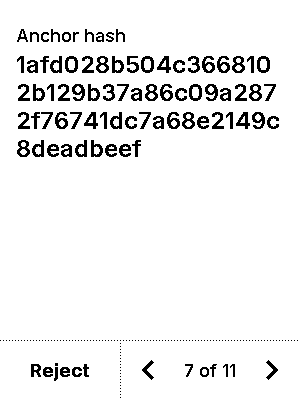 Anchor hash
1afd028b504c366810
2b129b37a86c09a287
2f76741dc7a68e2149c
8deadbeef
Reject
7 of 11